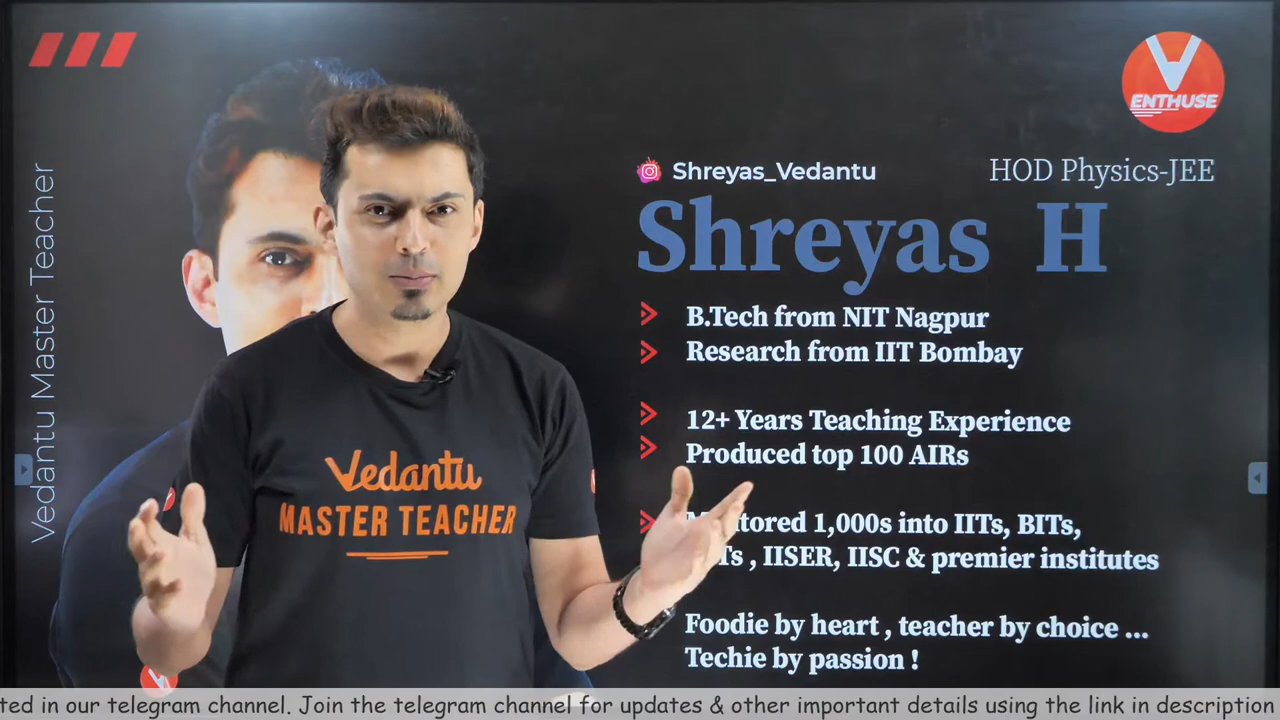 ENTHUSE
Vedantu Master Teacher
Shreyas_Vedantu
HOD Physics-JEE
Shreyas H
B.Tech from NIT Nagpur
Research from IIT Bombay
12+ Years Teaching Experience
Produced top 100 AIRs
1,000s into IITs, BITs,
, IISER, IISC & premier institutes
Foodie by heart , teacher by choice ...
Techie by passion !
Vedantu
MASTER TEACHER
ted in our telegram channel. Join the telegram channel for updates & other important details using the link in description